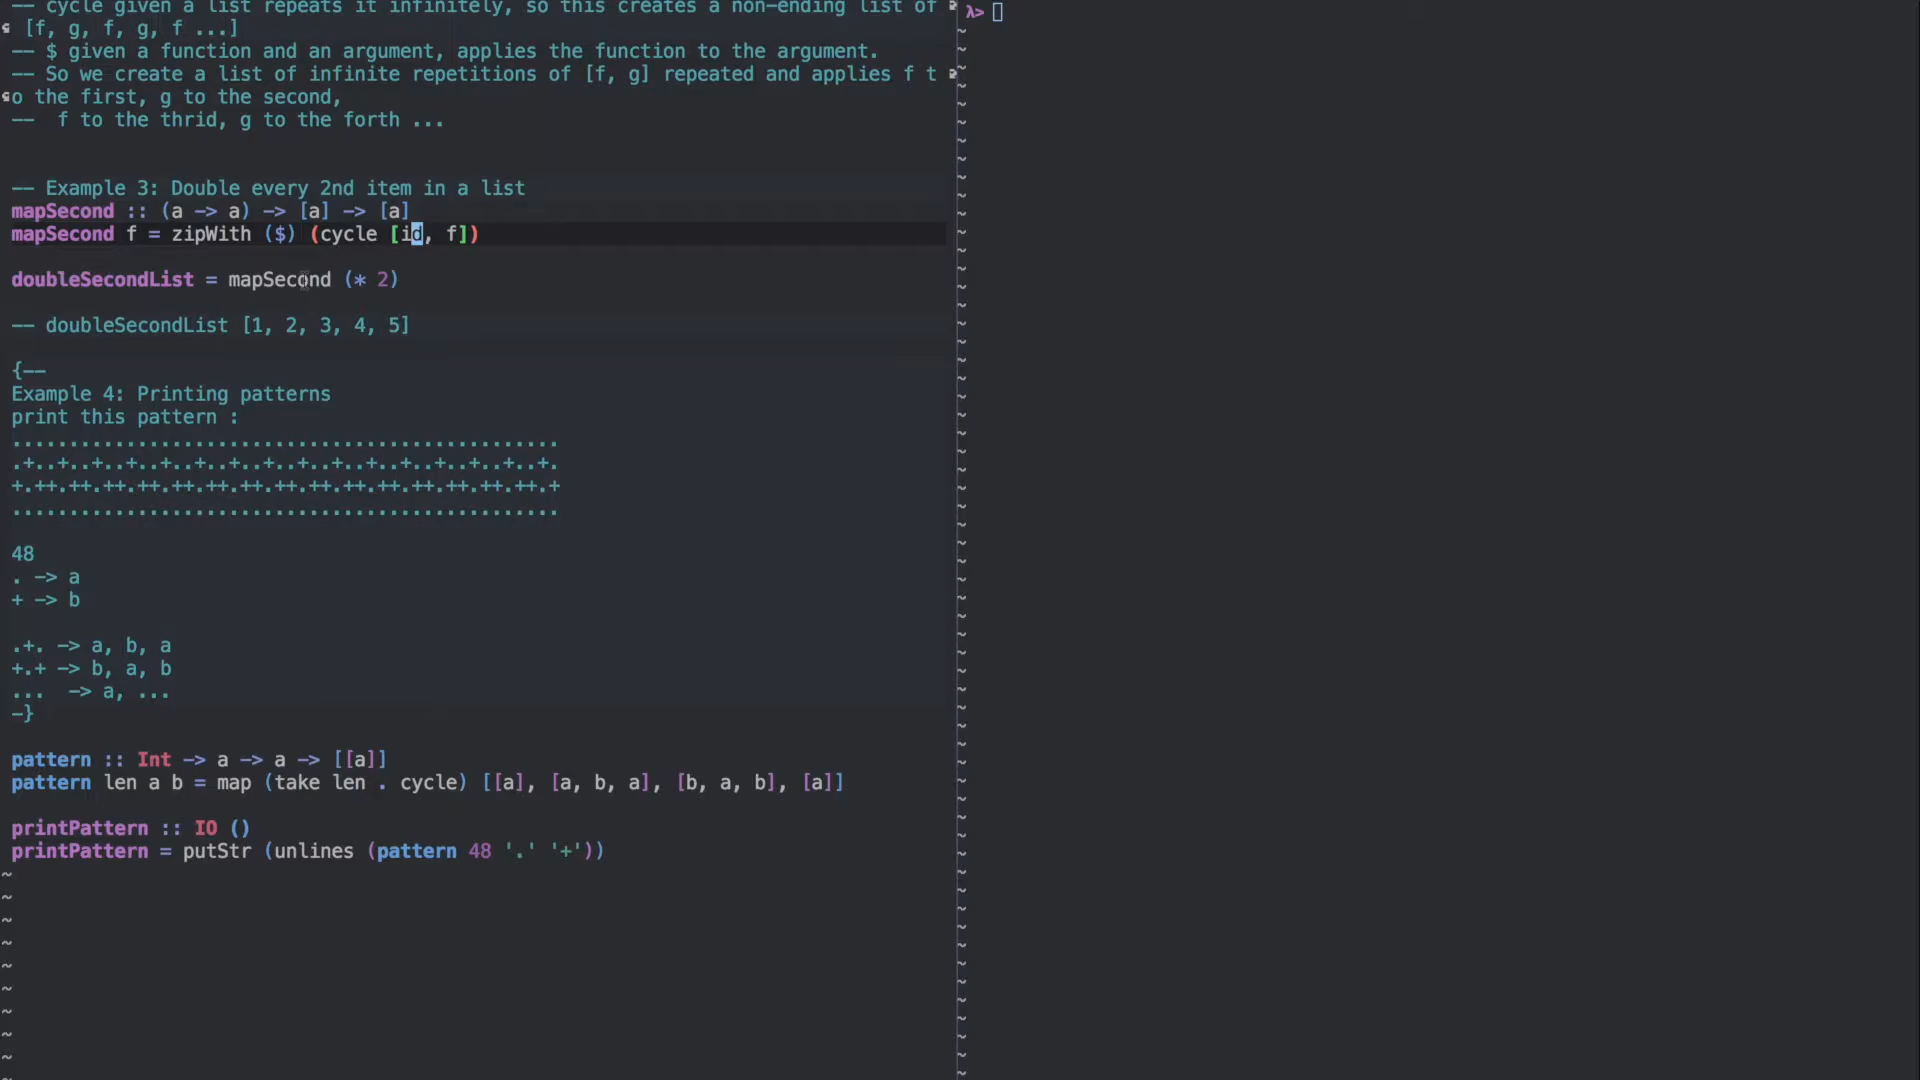 -- cycle given a list repeats it infinitely, so this creates a non-ending list of
[f, g, f, g, f ...]
-- $ given a function and an argument, applies the function to the argument.
-- So we create a list of infinite repetitions of [f, g] repeated and applies f t
o the first, g to the second,
--  f to the thrid, g to the forth ...
-- Example 3: Double every 2nd item in a list
mapSecond :: (a -> a) -> [a] -> [a]
mapSecond f = zipWith ($) (cycle [id, f])
doubleSecondList = mapSecond (* 2)
-- doubleSecondList [1, 2, 3, 4, 5]
{--
Example 4: Printing patterns
print this pattern :
................................................
.+..+..+..+..+..+..+..+..+..+..+..+..+..+..+..+.
+.++.++.++.++.++.++.++.++.++.++.++.++.++.++.++.+
................................................
48
. -> a
+ -> b
.+. -> a, b, a
+.+ -> b, a, b
...  -> a, ...
-}
pattern :: Int -> a -> a -> [[a]]
pattern len a b = map (take len . cycle) [[a], [a, b, a], [b, a, b], [a]]
printPattern :: IO ()
printPattern = putStr (unlines (pattern 48 '.' '+'))
λ>